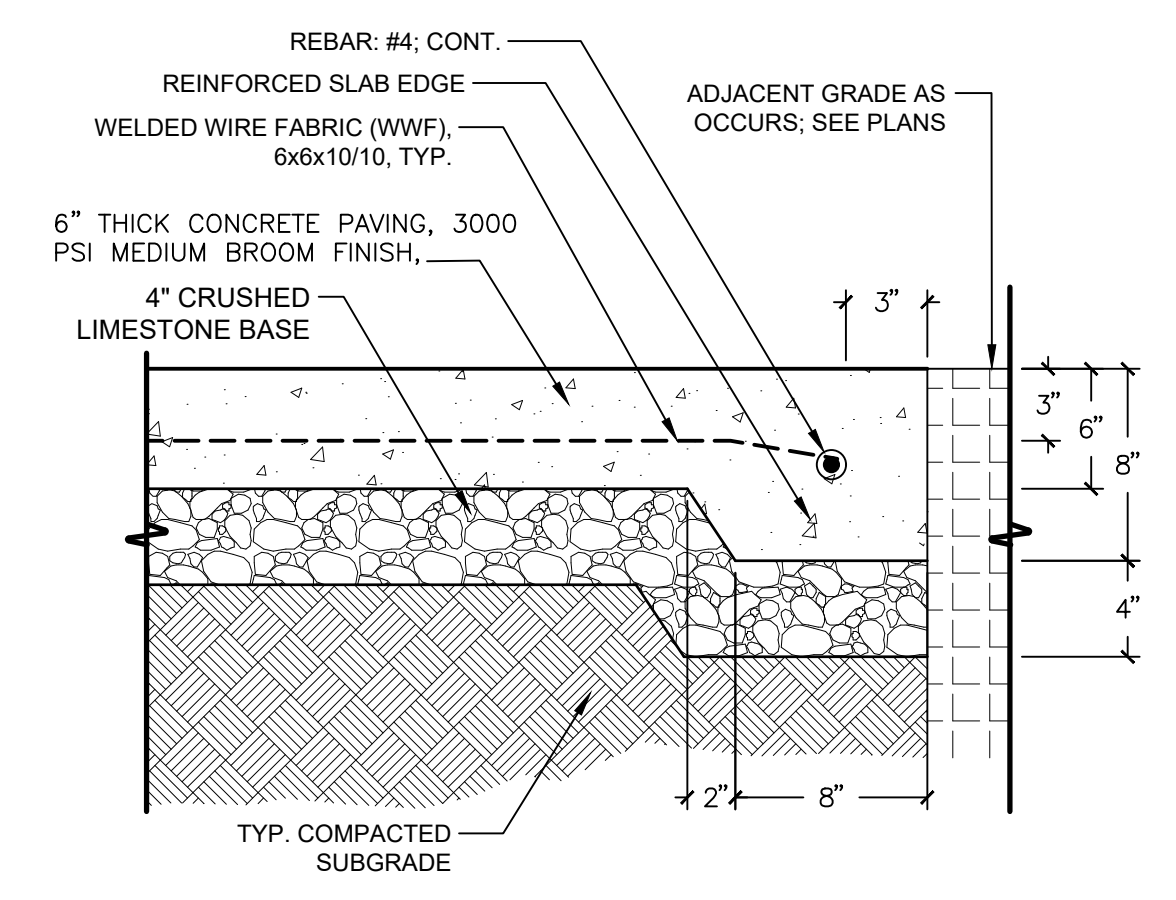 REBAR: #4; CONT.
REINFORCED SLAB EDGE
WELDED WIRE FABRIC (WWF),
6x6x10/10, TYP.
ADJACENT GRADE AS
OCCURS; SEE PLANS
6” THICK CONCRETE PAVING, 3000
PSI MEDIUM BROOM FINISH,
4" CRUSHED
LIMESTONE BASE
3”
3”
6”
8”
4”
2”
8”
TYP. COMPACTED
SUBGRADE